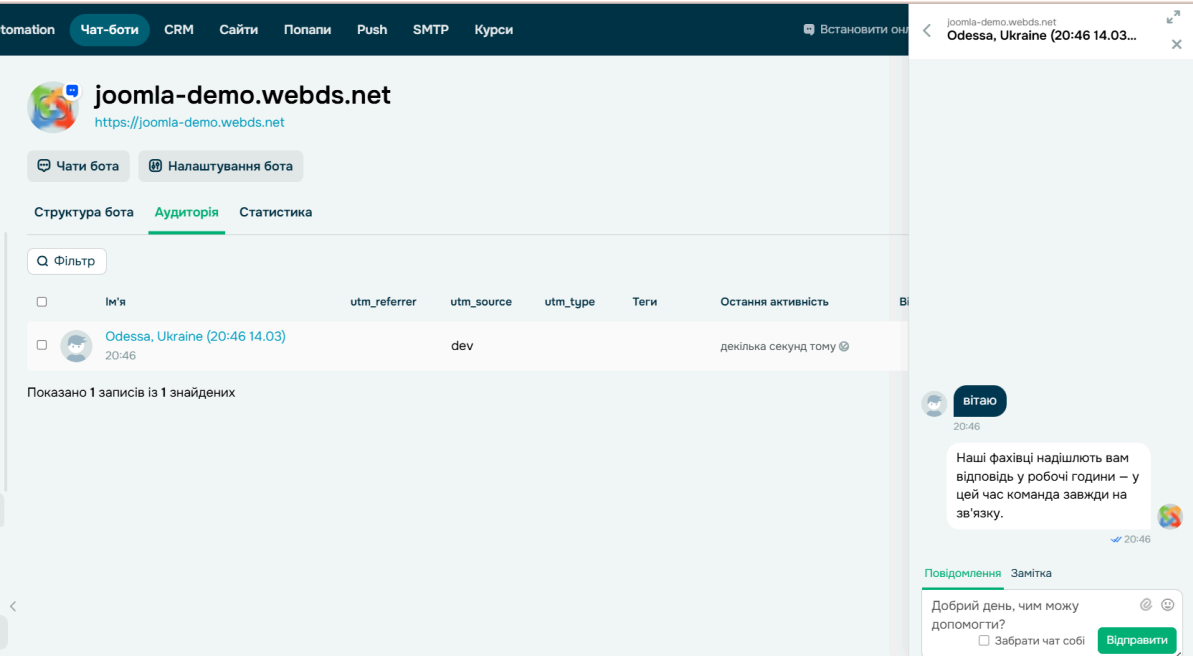 tomation Чат-боти CRM Сайти Попапи Push SMTP Курси
Встановити онл
joomla-demo.webds.net
https://joomla-demo.webds.net
Чати бота Налаштування бота
Структура бота Аудиторія Статистика
Фільтр
Ім'я utm_referrer utm_source utm_type Теги Остання активність Ві
Odessa, Ukraine (20:46 14.03) dev декілька секунд тому
20:46
Показано 1 записів із 1 знайдених
joomla-demo.webds.net
Odessa, Ukraine (20:46 14.03...
вітаю
20:46
Наші фахівці надішлють вам
відповідь у робочі години — у
цей час команда завжди на
зв'язку.
20:46
Повідомлення Замітка
Добрий день, чим можу
допомогти?
Забрати чат собі Відправити